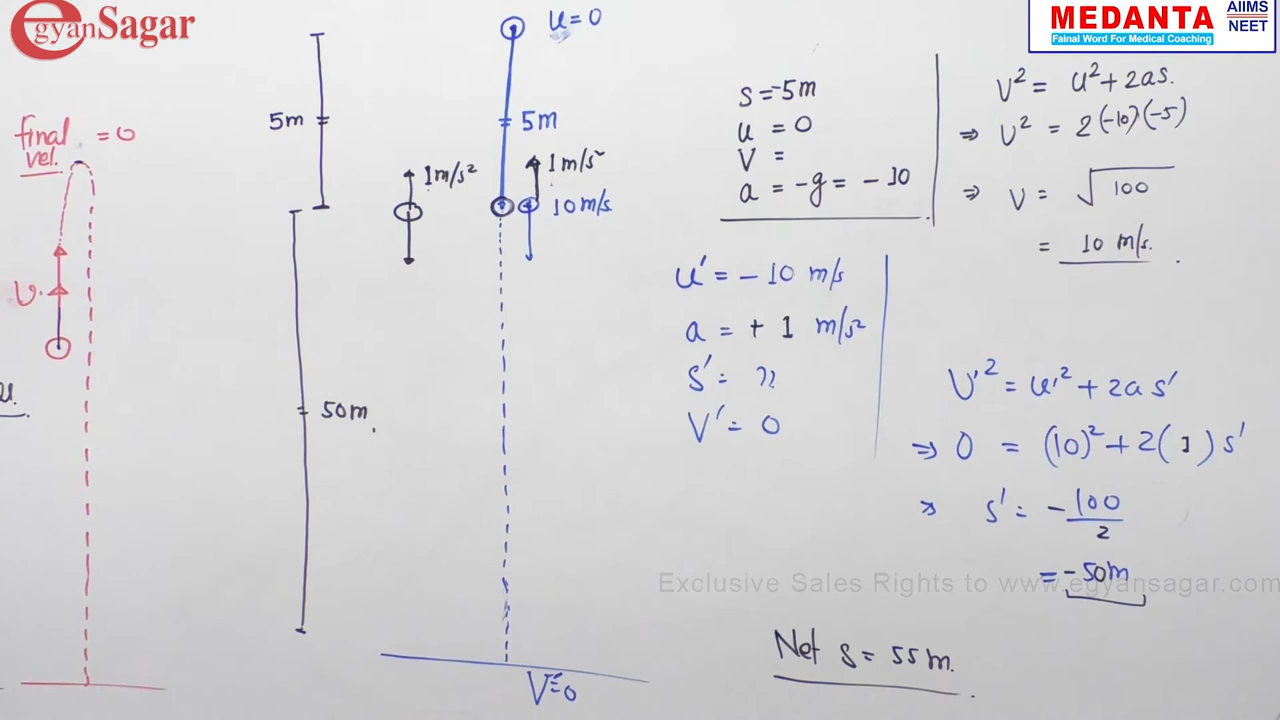 egyanSagar
MEDANTA
AIIMS
NEET
Fainal Word For Medical Coaching
final vel. = 0
v.
u.
5m
1m/s²
50m.
u = 0
5m
1m/s²
10m/s
V' = 0
s = -5m
u = 0
V =
a = -g = -10
V² = u² + 2as.
⇒ V² = 2(-10)(-5)
⇒ V = √100
= 10 m/s.
u' = - 10 m/s
a = + 1 m/s²
s' = ??
V' = 0
V'² = u'² + 2as'
⇒ 0 = (10)² + 2(1)s'
⇒ s' = -100/2
= -50m
Exclusive Sales Rights to www.egyansagar.com
Net s = 55m.